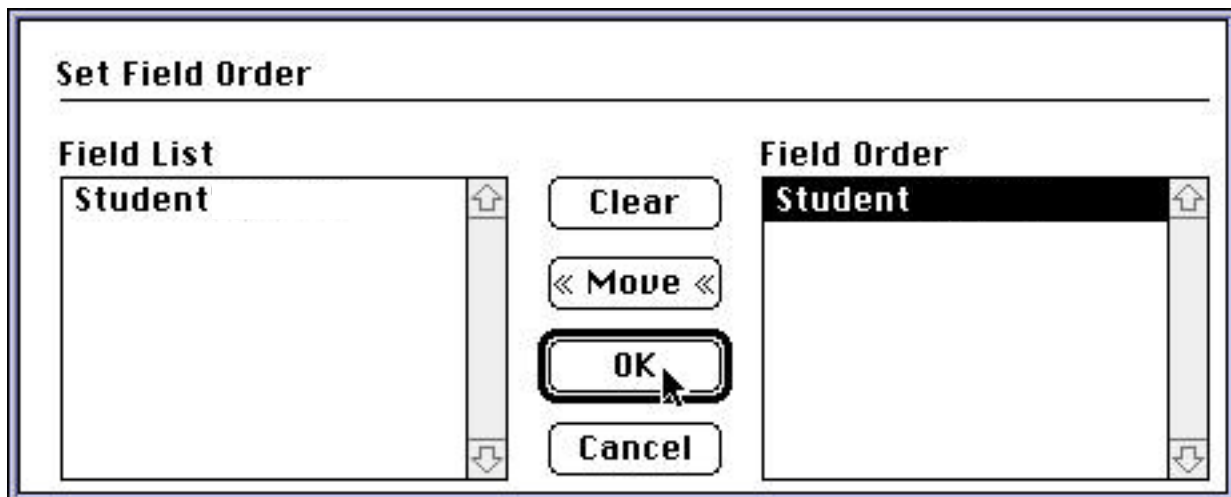 Set Field Order
Field List
Student
Clear
« Move «
OK
Cancel
Field Order
Student